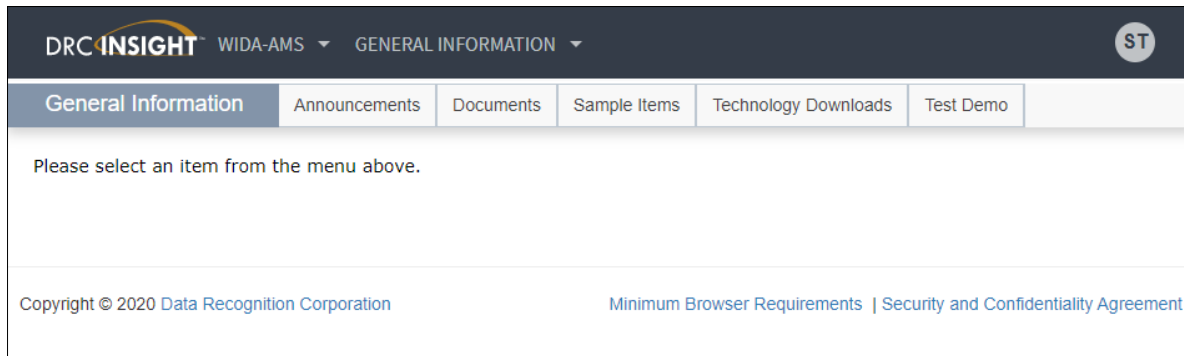 DRC INSIGHT™ WIDA-AMS GENERAL INFORMATION ST
General Information Announcements Documents Sample Items Technology Downloads Test Demo
Please select an item from the menu above.
Copyright © 2020 Data Recognition Corporation Minimum Browser Requirements | Security and Confidentiality Agreement